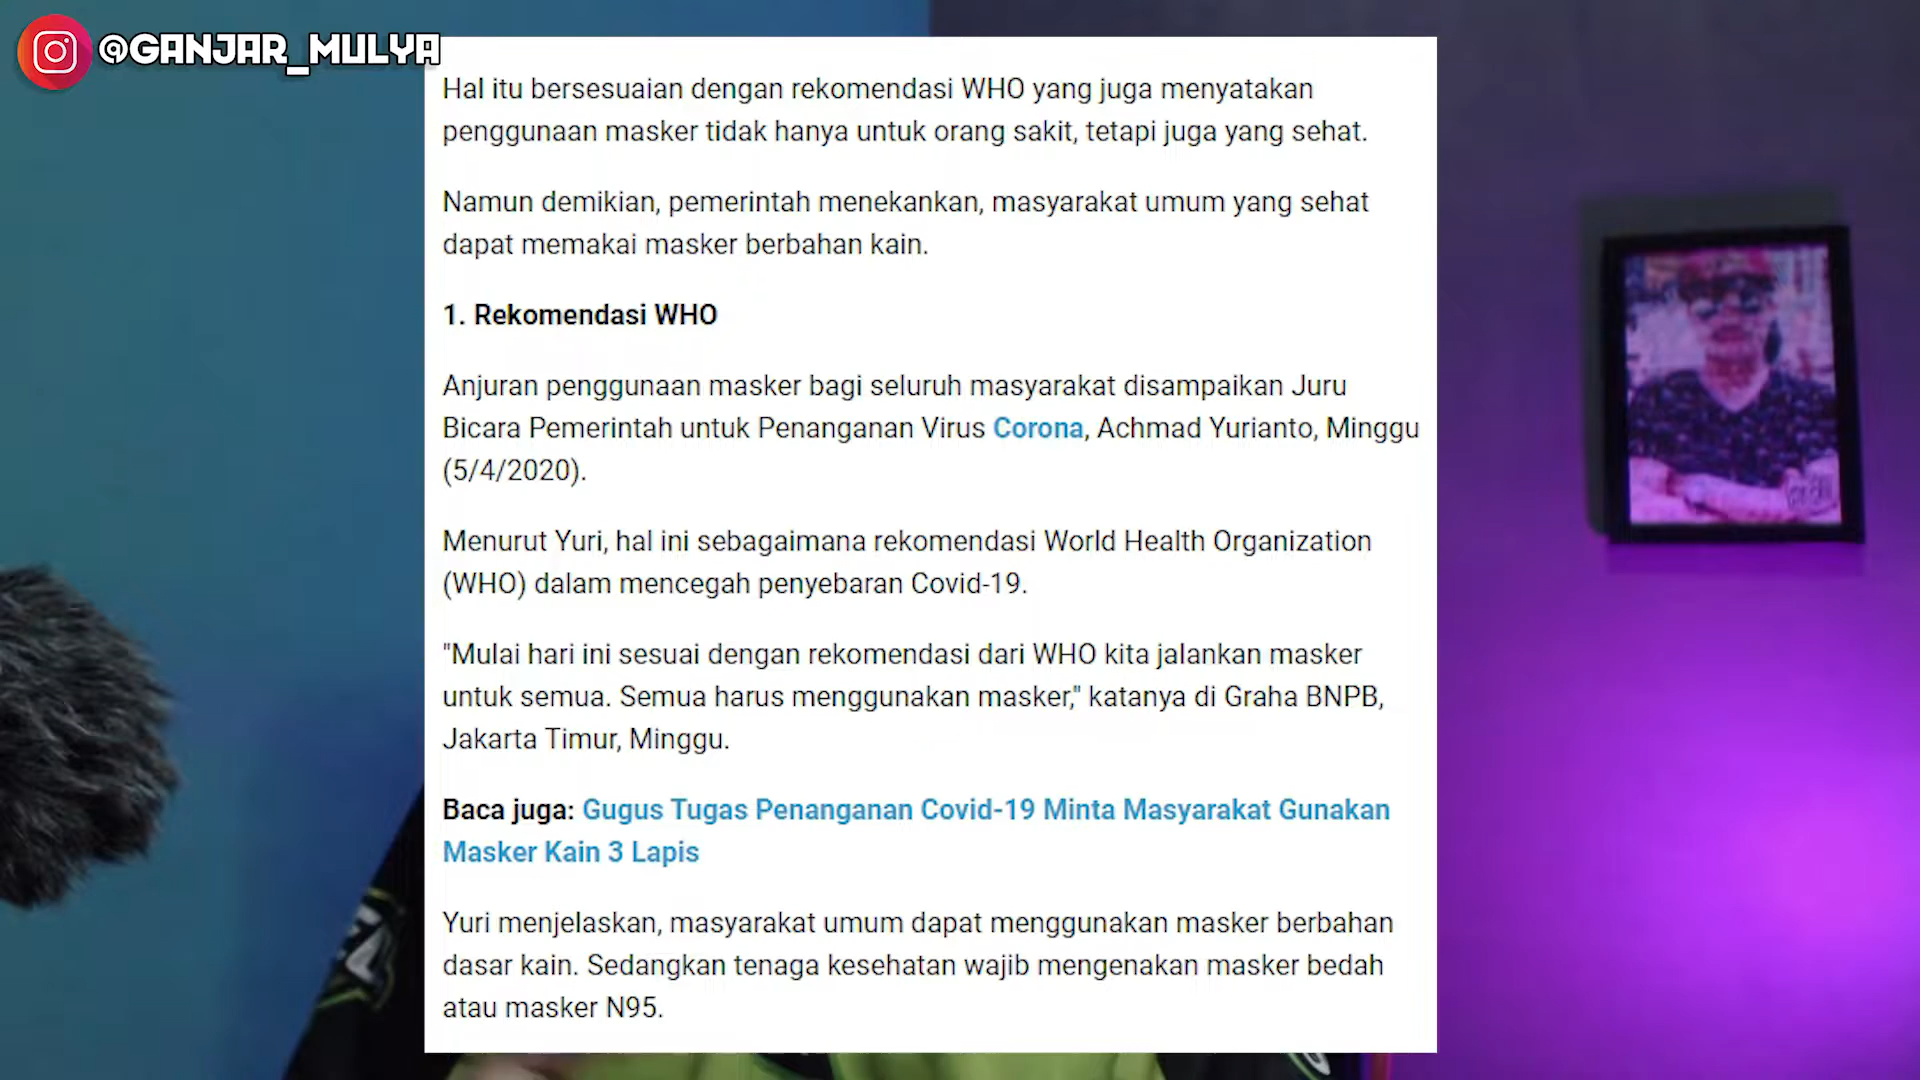 @GANJAR_MULYA
Hal itu bersesuaian dengan rekomendasi WHO yang juga menyatakan
penggunaan masker tidak hanya untuk orang sakit, tetapi juga yang sehat.
Namun demikian, pemerintah menekankan, masyarakat umum yang sehat
dapat memakai masker berbahan kain.
1. Rekomendasi WHO
Anjuran penggunaan masker bagi seluruh masyarakat disampaikan Juru
Bicara Pemerintah untuk Penanganan Virus Corona, Achmad Yurianto, Minggu
(5/4/2020).
Menurut Yuri, hal ini sebagaimana rekomendasi World Health Organization
(WHO) dalam mencegah penyebaran Covid-19.
"Mulai hari ini sesuai dengan rekomendasi dari WHO kita jalankan masker
untuk semua. Semua harus menggunakan masker," katanya di Graha BNPB,
Jakarta Timur, Minggu.
Baca juga: Gugus Tugas Penanganan Covid-19 Minta Masyarakat Gunakan
Masker Kain 3 Lapis
Yuri menjelaskan, masyarakat umum dapat menggunakan masker berbahan
dasar kain. Sedangkan tenaga kesehatan wajib mengenakan masker bedah
atau masker N95.